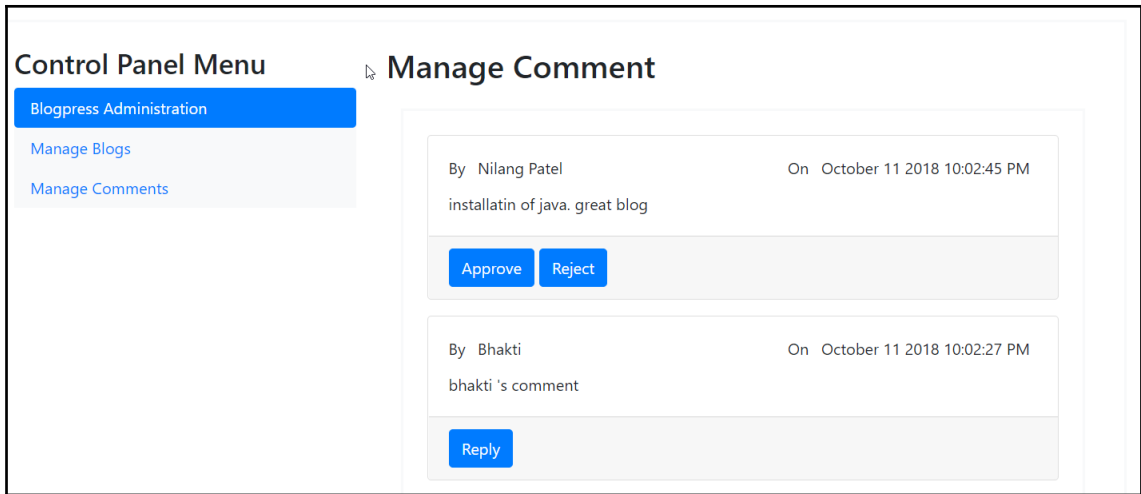 Control Panel Menu
Blogpress Administration
Manage Blogs
Manage Comments
Manage Comment
By Nilang Patel On October 11 2018 10:02:45 PM
installatin of java. great blog
Approve Reject
By Bhakti On October 11 2018 10:02:27 PM
bhakti 's comment
Reply